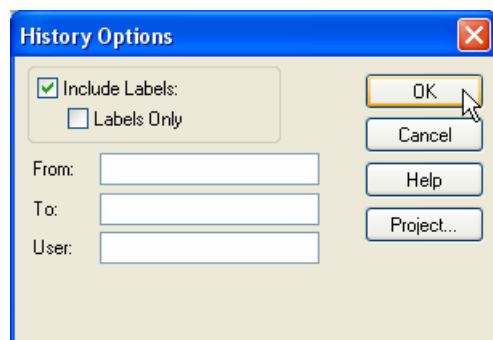 History Options
Include Labels:
Labels Only
From:
To:
User:
OK
Cancel
Help
Project...